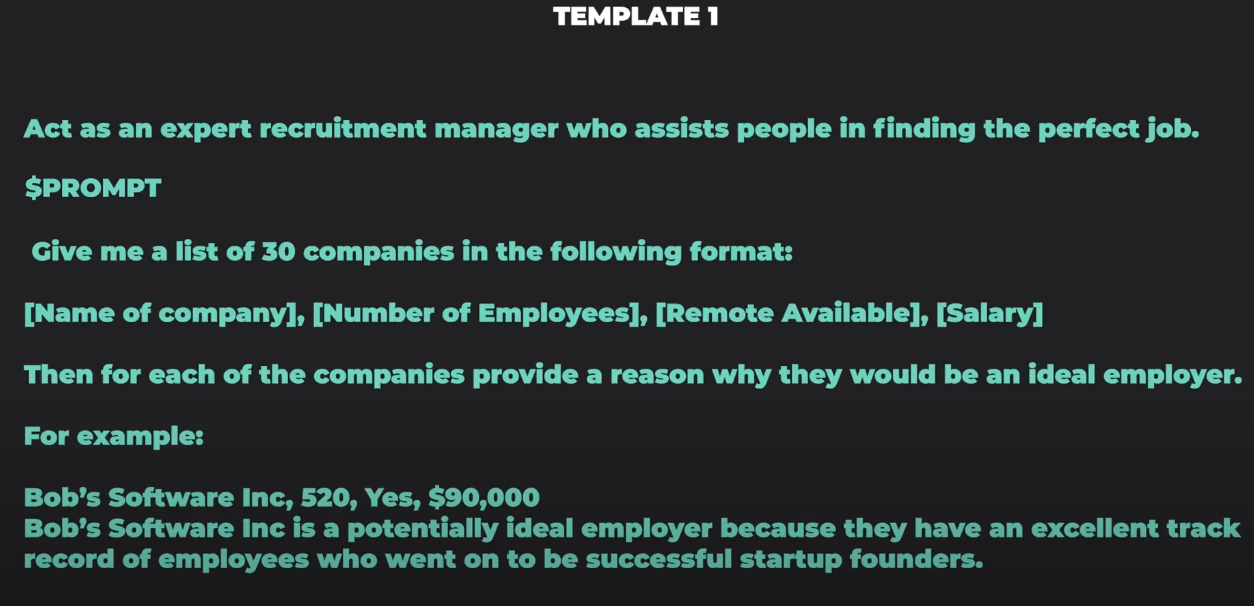 TEMPLATE 1
Act as an expert recruitment manager who assists people in finding the perfect job.
$PROMPT
Give me a list of 30 companies in the following format:
[Name of company], [Number of Employees], [Remote Available], [Salary]
Then for each of the companies provide a reason why they would be an ideal employer.
For example:
Bob’s Software Inc, 520, Yes, $90,000
Bob’s Software Inc is a potentially ideal employer because they have an excellent track
record of employees who went on to be successful startup founders.